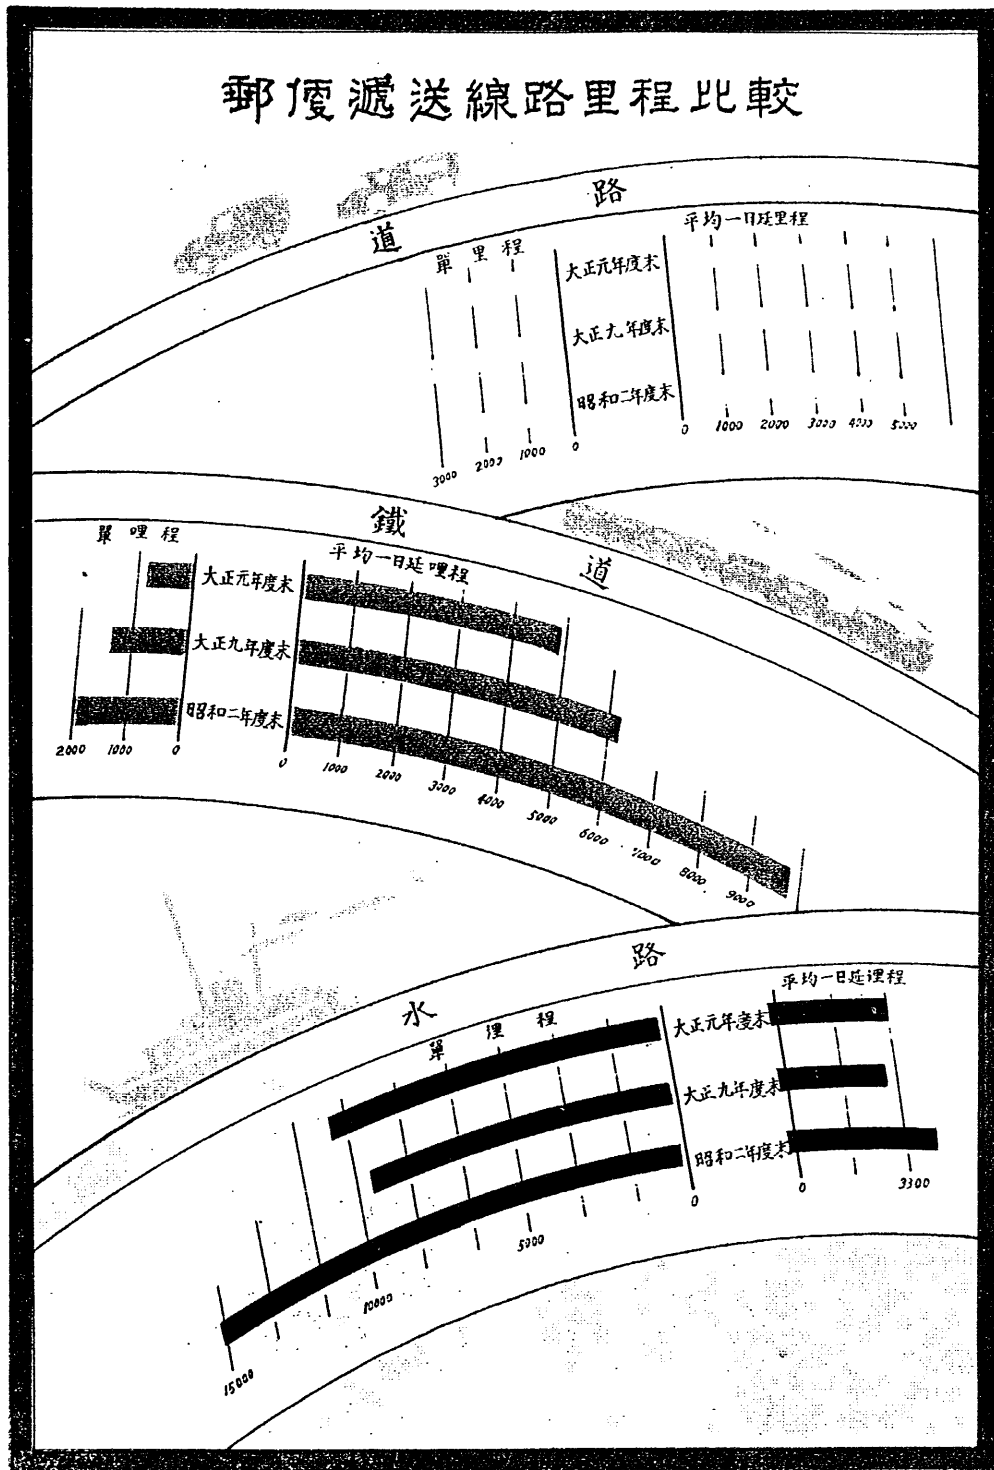 郵便遞送線路里程比較
道路
單里程
平均一日延里程
大正元年度末
大正九年度末
昭和二年度末
3000 2000 1000 0
0 1000 2000 3000 4000 5000
鐵道
單哩程
平均一日延哩程
大正元年度末
大正九年度末
昭和二年度末
2000 1000 0
0 1000 2000 3000 4000 5000 6000 7000 8000 9000
水路
單浬程
平均一日延浬程
大正元年度末
大正九年度末
昭和二年度末
15000 10000 5000 0
0 3300